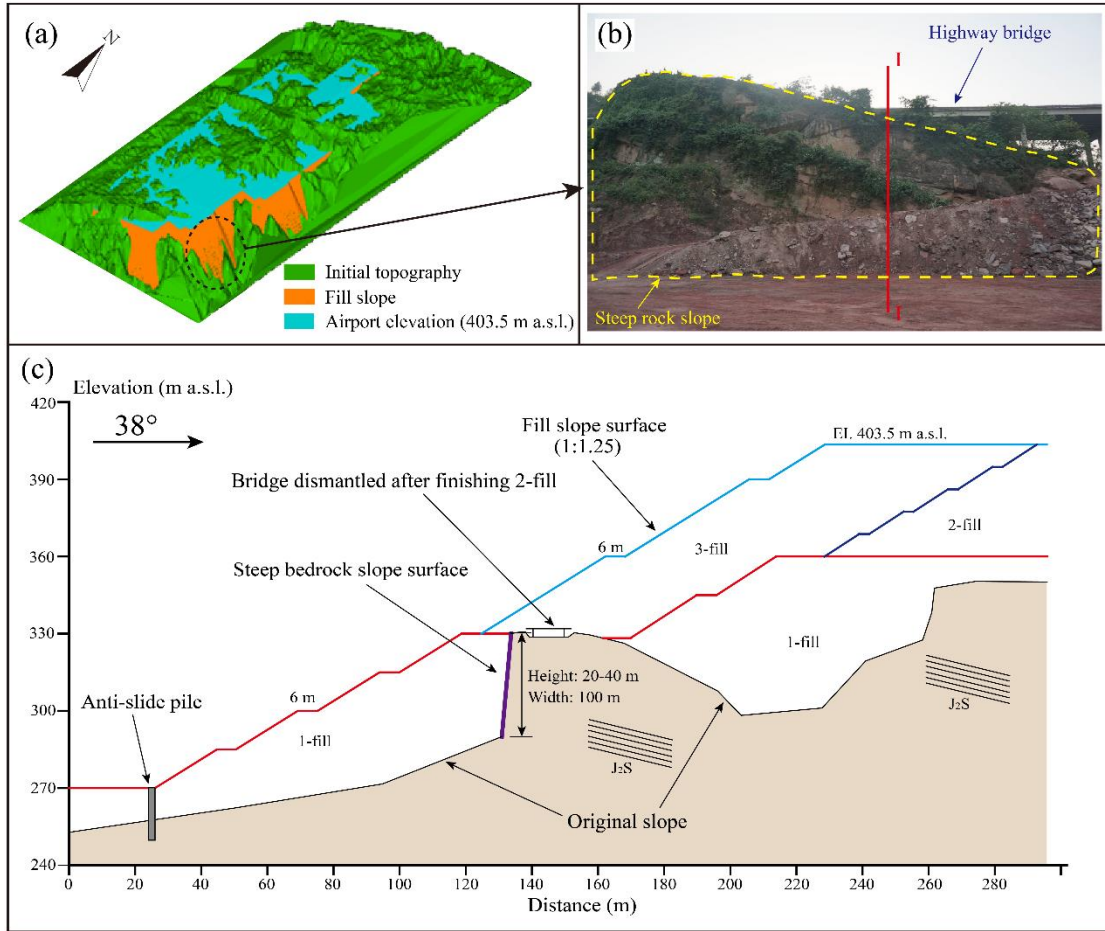 (a)
N
Initial topography
Fill slope
Airport elevation (403.5 m a.s.l.)
(b)
Highway bridge
I
I
Steep rock slope
(c)
Elevation (m a.s.l.)
420
390
360
330
300
270
240
38°
Fill slope surface
(1:1.25)
EL 403.5 m a.s.l.
Bridge dismantled after finishing 2-fill
2-fill
6 m
3-fill
Steep bedrock slope surface
1-fill
Height: 20-40 m
Width: 100 m
6 m
Anti-slide pile
1-fill
J₂S
J₂S
Original slope
0 20 40 60 80 100 120 140 160 180 200 220 240 260 280
Distance (m)